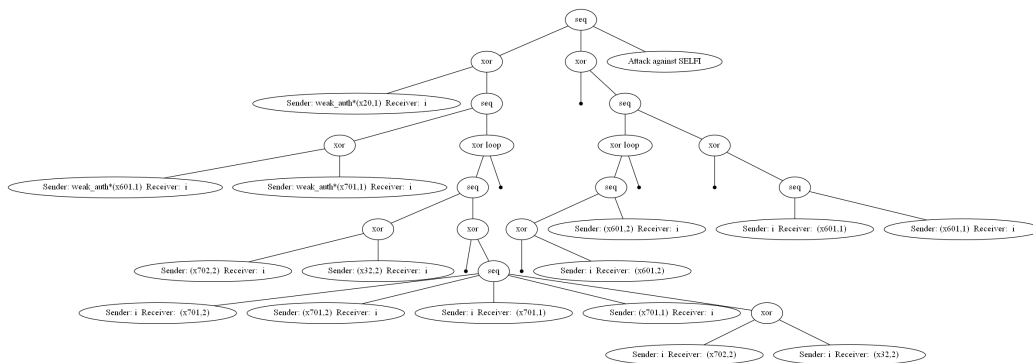 seq
xor
xor
Attack against SELFI
Sender: weak_auth*(x20,1) Receiver: i
seq
seq
xor
xor loop
xor loop
xor
Sender: weak_auth*(x601,1) Receiver: i
Sender: weak_auth*(x701,1) Receiver: i
seq
seq
seq
xor
xor
xor
Sender: (x601,2) Receiver: i
Sender: i Receiver: (x601,1)
Sender: (x601,1) Receiver: i
Sender: (x702,2) Receiver: i
Sender: (x32,2) Receiver: i
seq
Sender: i Receiver: (x601,2)
Sender: i Receiver: (x701,2)
Sender: (x701,2) Receiver: i
Sender: i Receiver: (x701,1)
Sender: (x701,1) Receiver: i
xor
Sender: i Receiver: (x702,2)
Sender: i Receiver: (x32,2)